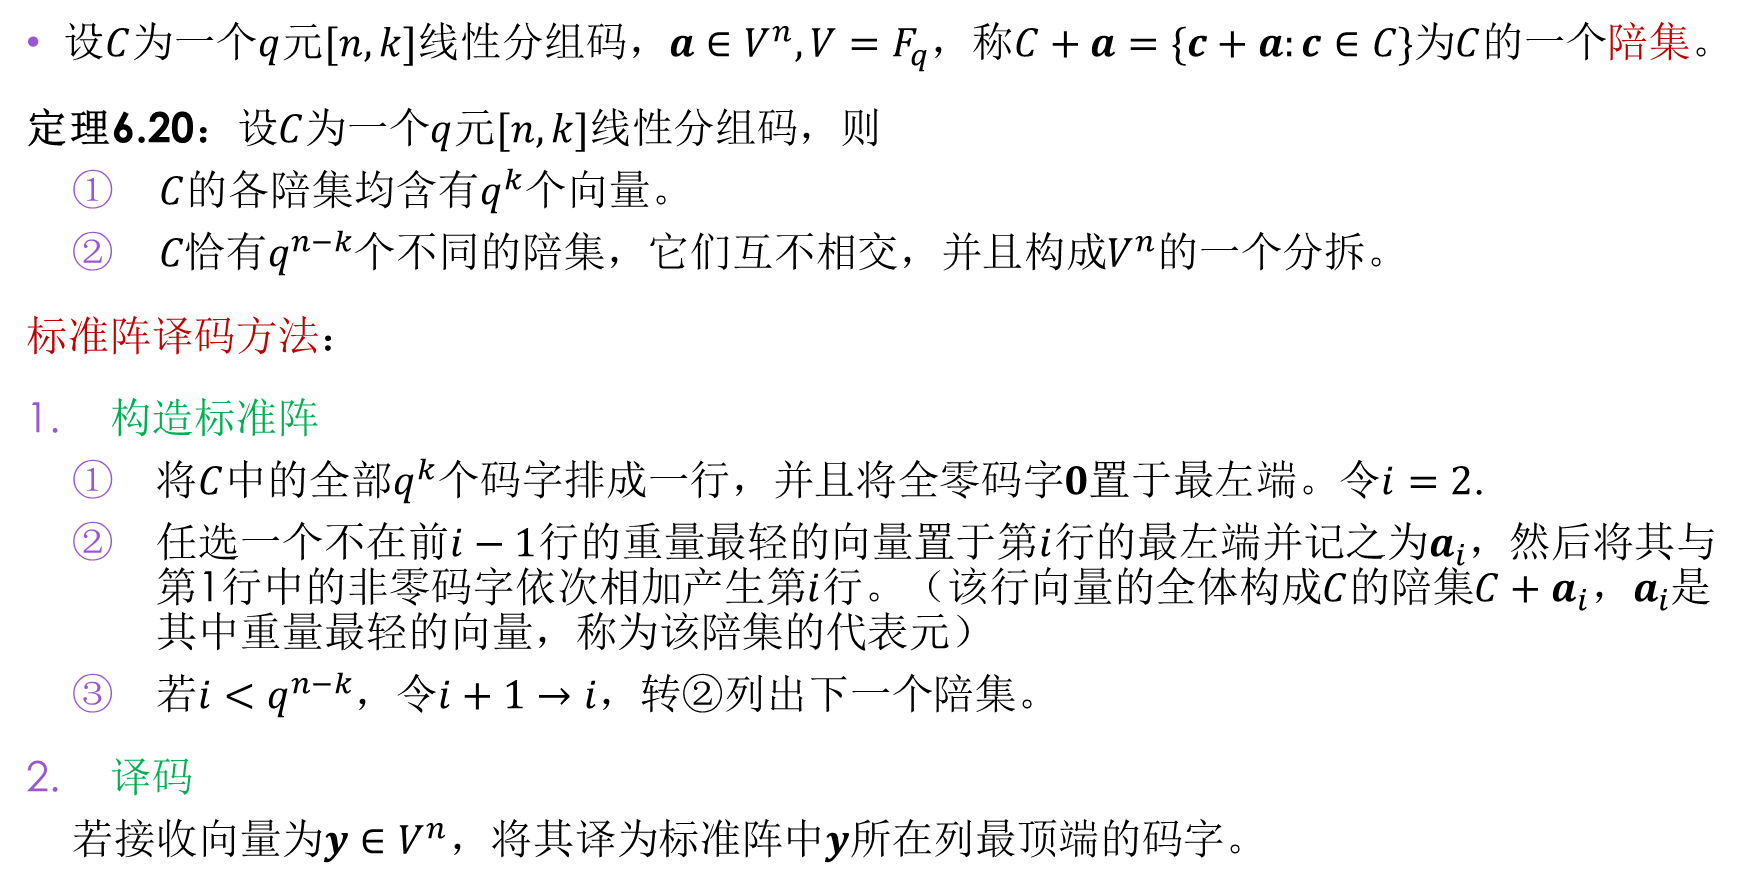 • 设C为一个q元[n, k]线性分组码，a ∈ Vⁿ, V = F_q，称C + a = {c + a: c ∈ C}为C的一个陪集。
定理6.20：设C为一个q元[n, k]线性分组码，则
① C的各陪集均含有q^k个向量。
② C恰有q^{n−k}个不同的陪集，它们互不相交，并且构成Vⁿ的一个分拆。
标准阵译码方法：
1. 构造标准阵
① 将C中的全部q^k个码字排成一行，并且将全零码字0置于最左端。令i = 2.
② 任选一个不在前i − 1行的重量最轻的向量置于第i行的最左端并记之为a_i，然后将其与
第1行中的非零码字依次相加产生第i行。（该行向量的全体构成C的陪集C + a_i，a_i是
其中重量最轻的向量，称为该陪集的代表元）
③ 若i < q^{n−k}，令i + 1 → i，转②列出下一个陪集。
2. 译码
若接收向量为y ∈ Vⁿ，将其译为标准阵中y所在列最顶端的码字。